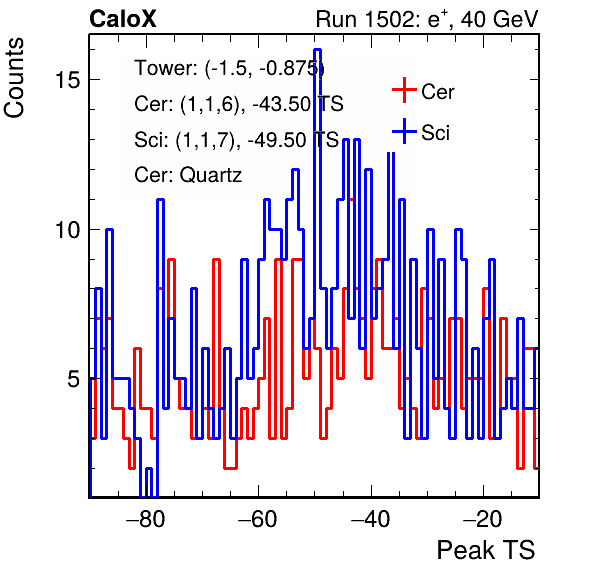 CaloX Run 1502: e⁺, 40 GeV
Counts
Tower: (-1.5, -0.875)
Cer: (1,1,6), -43.50 TS
Sci: (1,1,7), -49.50 TS
Cer: Quartz
Cer
Sci
15
10
5
−80 −60 −40 −20
Peak TS